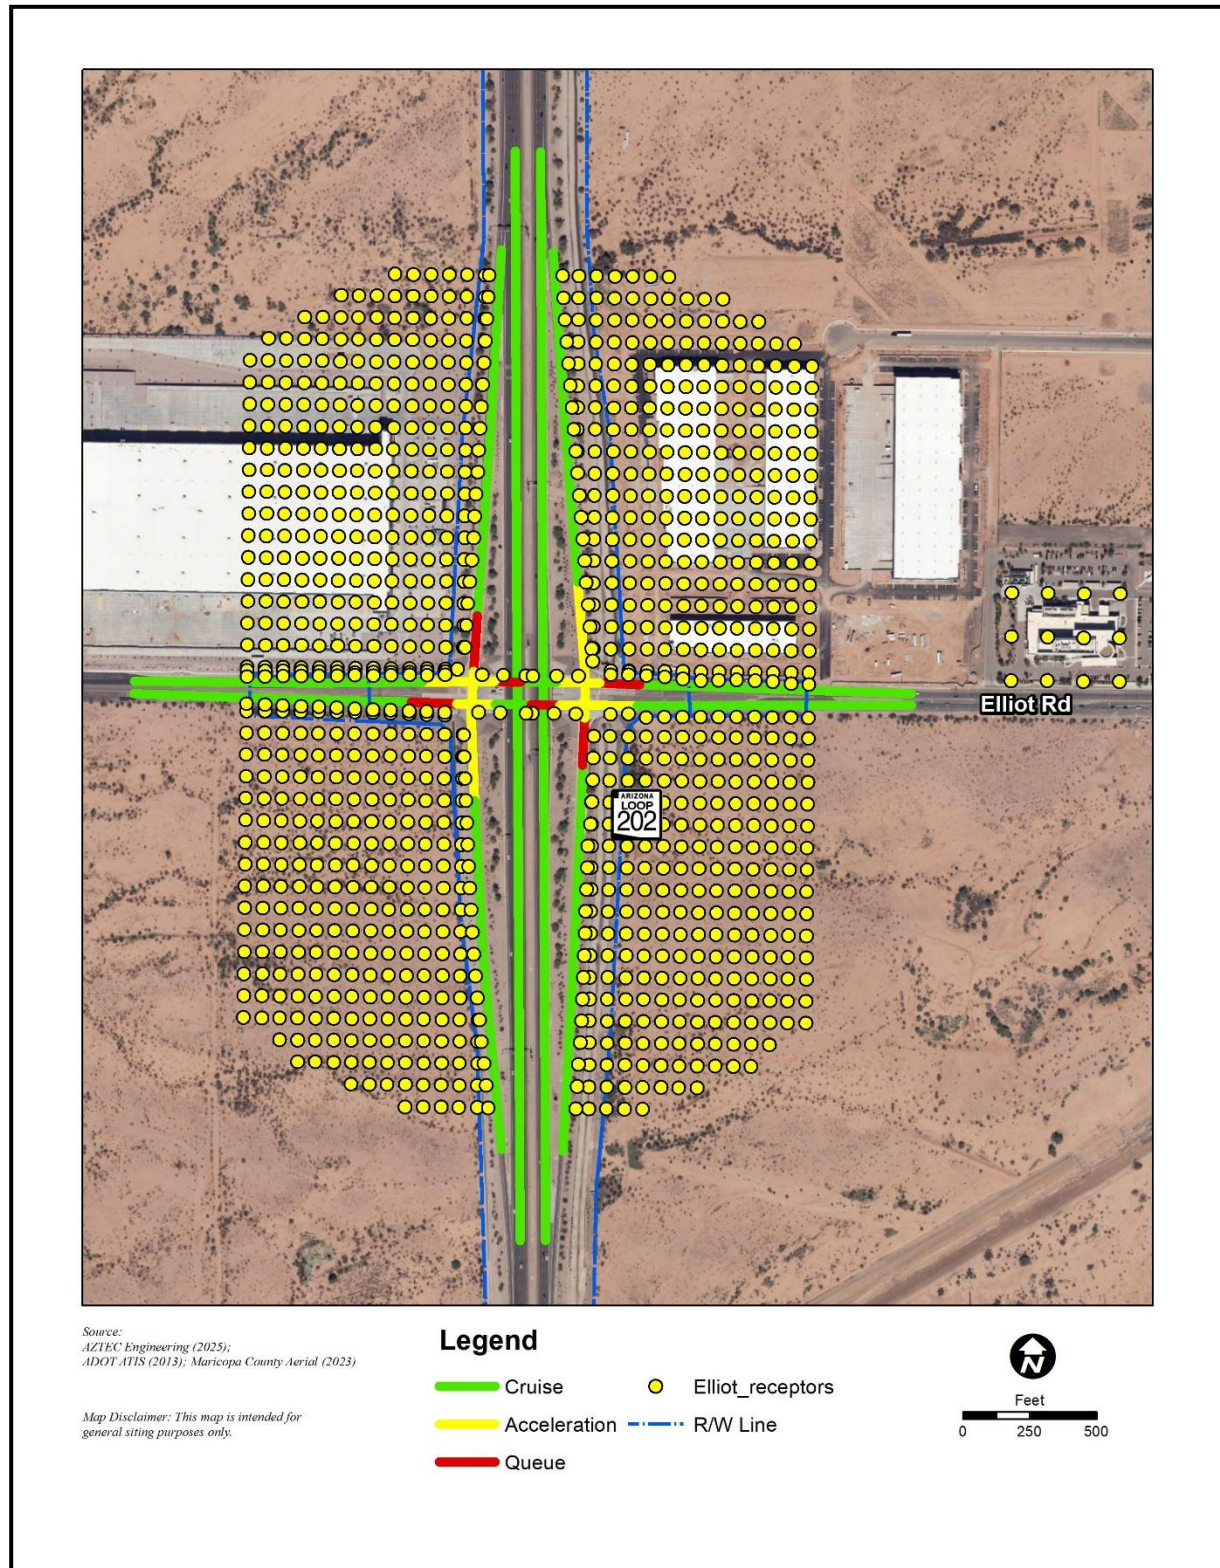 Elliot Rd
ARIZONA
LOOP
202
Source:
AZTEC Engineering (2025);
ADOT ATIS (2013); Maricopa County Aerial (2023)
Map Disclaimer: This map is intended for
general siting purposes only.
Legend
Cruise
Elliot_receptors
Acceleration
R/W Line
Queue
N
Feet
0 250 500